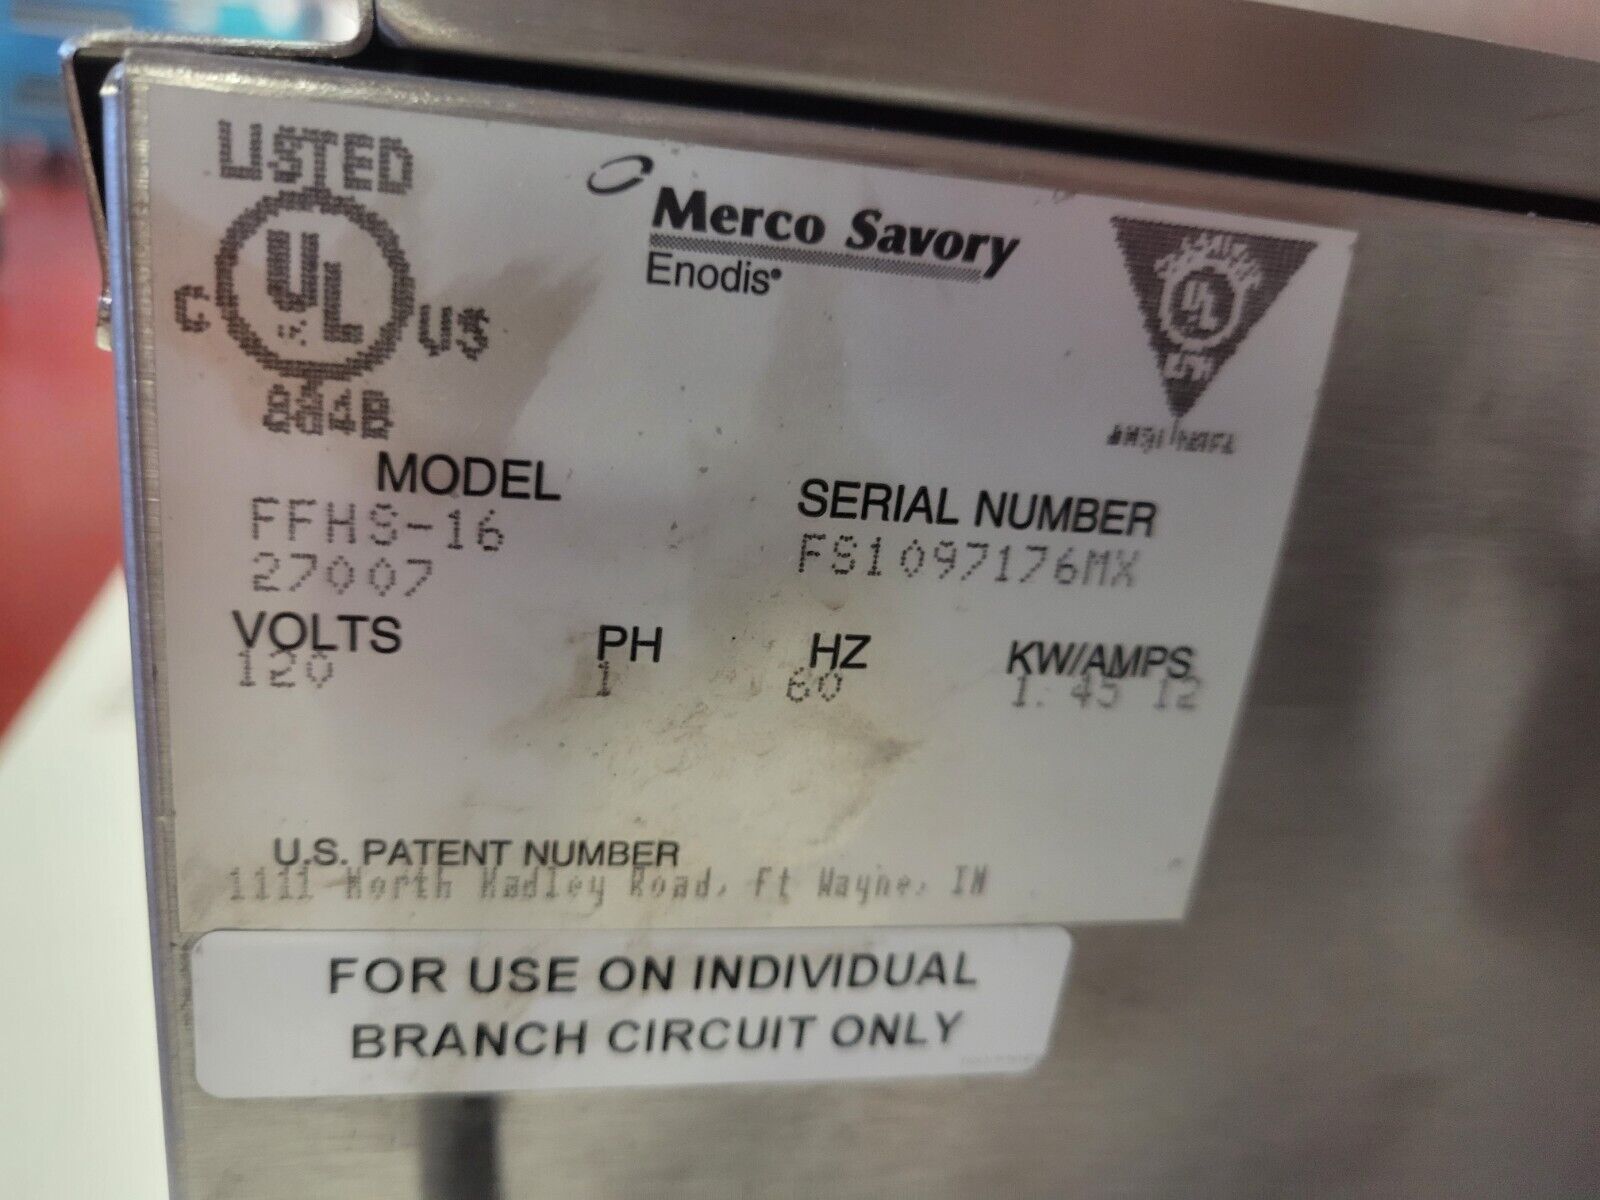 LISTED
C UL US
Merco Savory
Enodis
UL
MODEL
FFHS-16
27007
SERIAL NUMBER
FS1097176MX
VOLTS PH HZ KW/AMPS
120 1 60 1.45 12
U.S. PATENT NUMBER
1111 North Hadley Road, Ft Wayne, IN
FOR USE ON INDIVIDUAL
BRANCH CIRCUIT ONLY